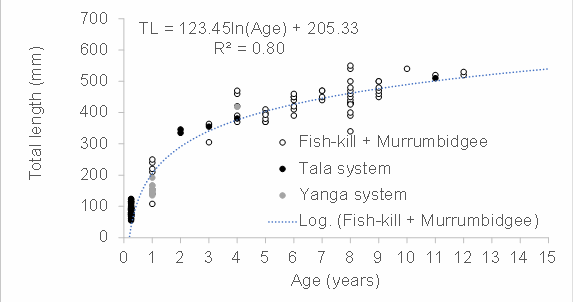 TL = 123.45ln(Age) + 205.33
R² = 0.80
700
600
500
400
300
200
100
0
Total length (mm)
Fish-kill + Murrumbidgee
Tala system
Yanga system
Log. (Fish-kill + Murrumbidgee)
0 1 2 3 4 5 6 7 8 9 10 11 12 13 14 15
Age (years)